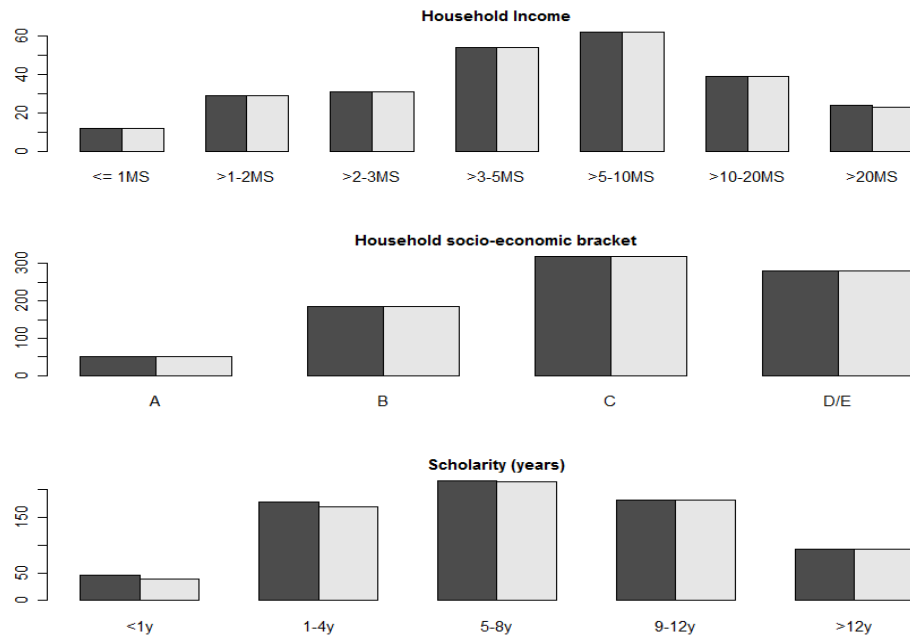 Household Income
60
40
20
0
<= 1MS >1-2MS >2-3MS >3-5MS >5-10MS >10-20MS >20MS
Household socio-economic bracket
300
200
100
0
A B C D/E
Scholarity (years)
150
50
0
<1y 1-4y 5-8y 9-12y >12y